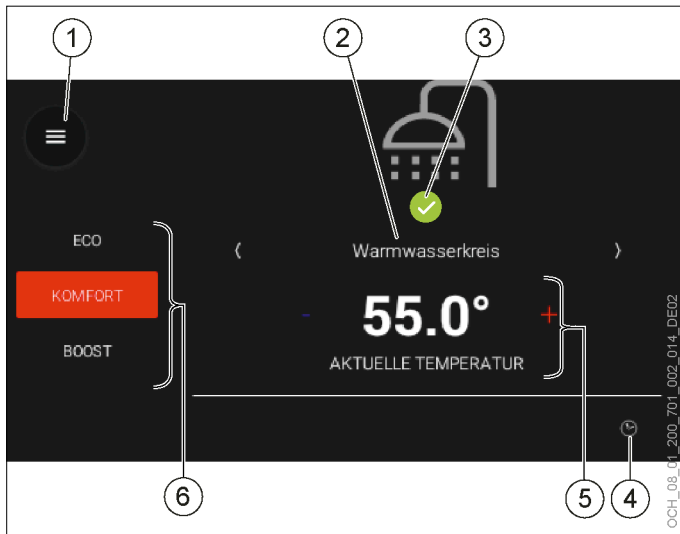 1
2
3
ECO
KOMFORT
BOOST
Warmwasserkreis
- 55.0° +
AKTUELLE TEMPERATUR
6
5
4
OCH_08_01_200_701_002_014_DE02